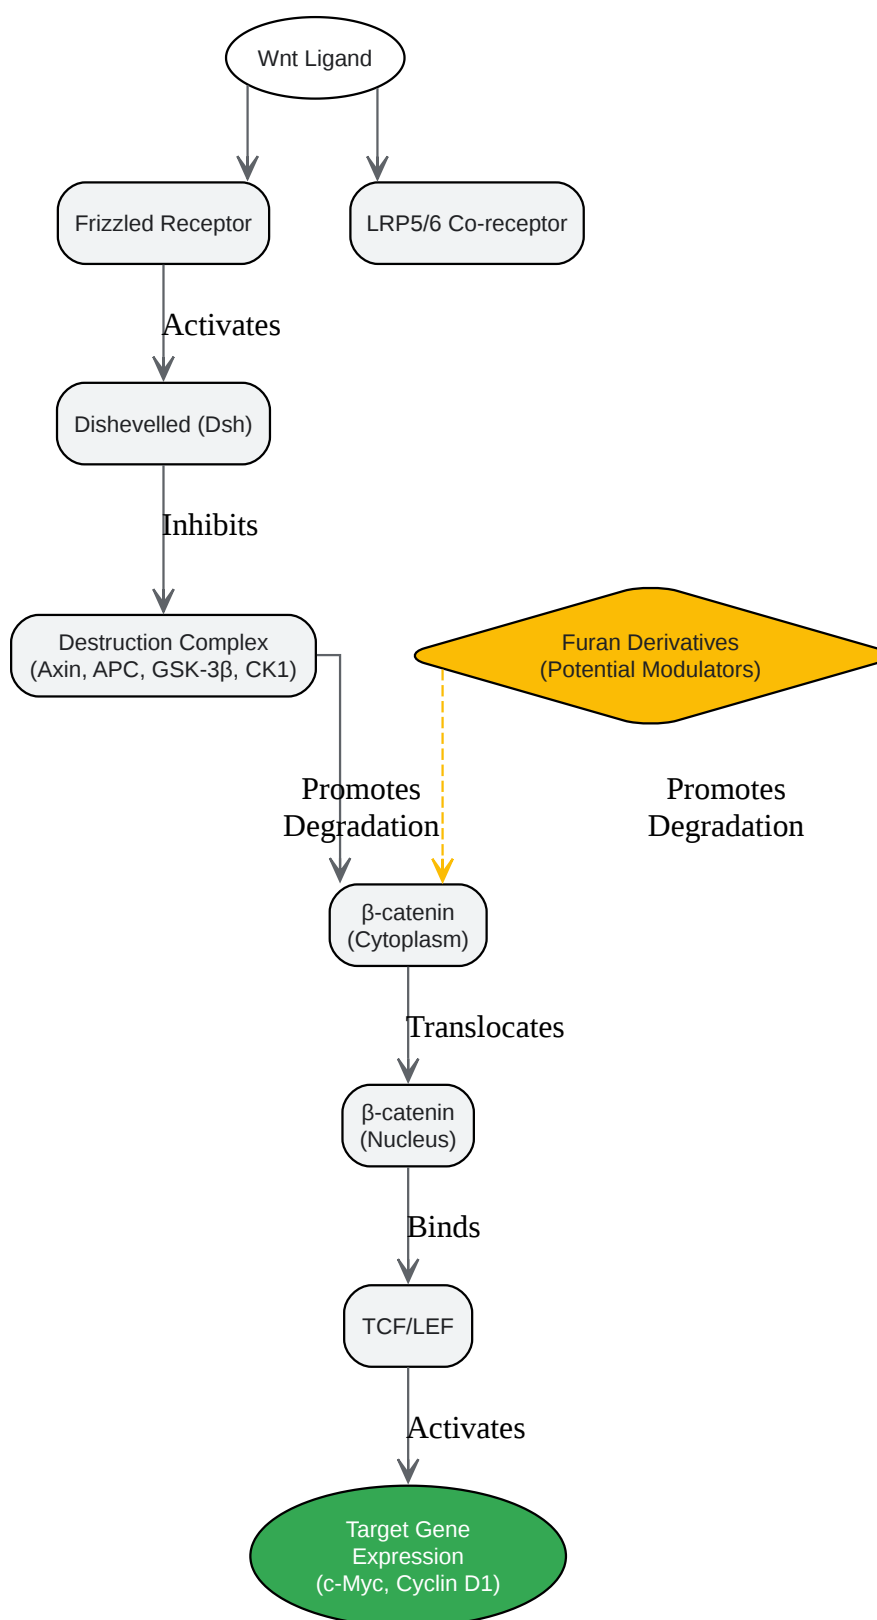 Wnt Ligand
Frizzled Receptor
LRP5/6 Co-receptor
Activates
Dishevelled (Dsh)
Inhibits
Destruction Complex
(Axin, APC, GSK-3β, CK1)
Furan Derivatives
(Potential Modulators)
Promotes
Degradation
Promotes
Degradation
β-catenin
(Cytoplasm)
Translocates
β-catenin
(Nucleus)
Binds
TCF/LEF
Activates
Target Gene
Expression
(c-Myc, Cyclin D1)